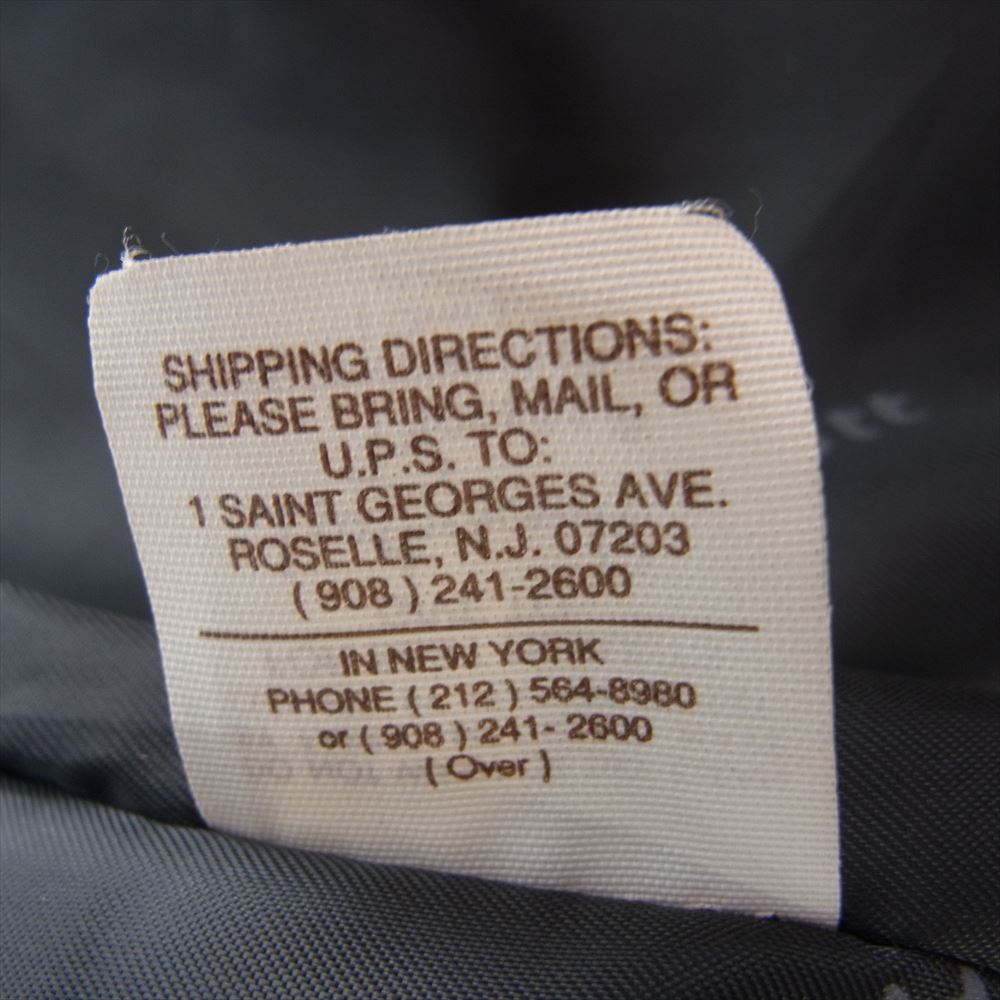 SHIPPING DIRECTIONS:
PLEASE BRING, MAIL, OR
U.P.S. TO:
1 SAINT GEORGES AVE.
ROSELLE, N.J. 07203
( 908 ) 241-2600
IN NEW YORK
PHONE ( 212 ) 564-8980
or ( 908 ) 241- 2600
( Over )